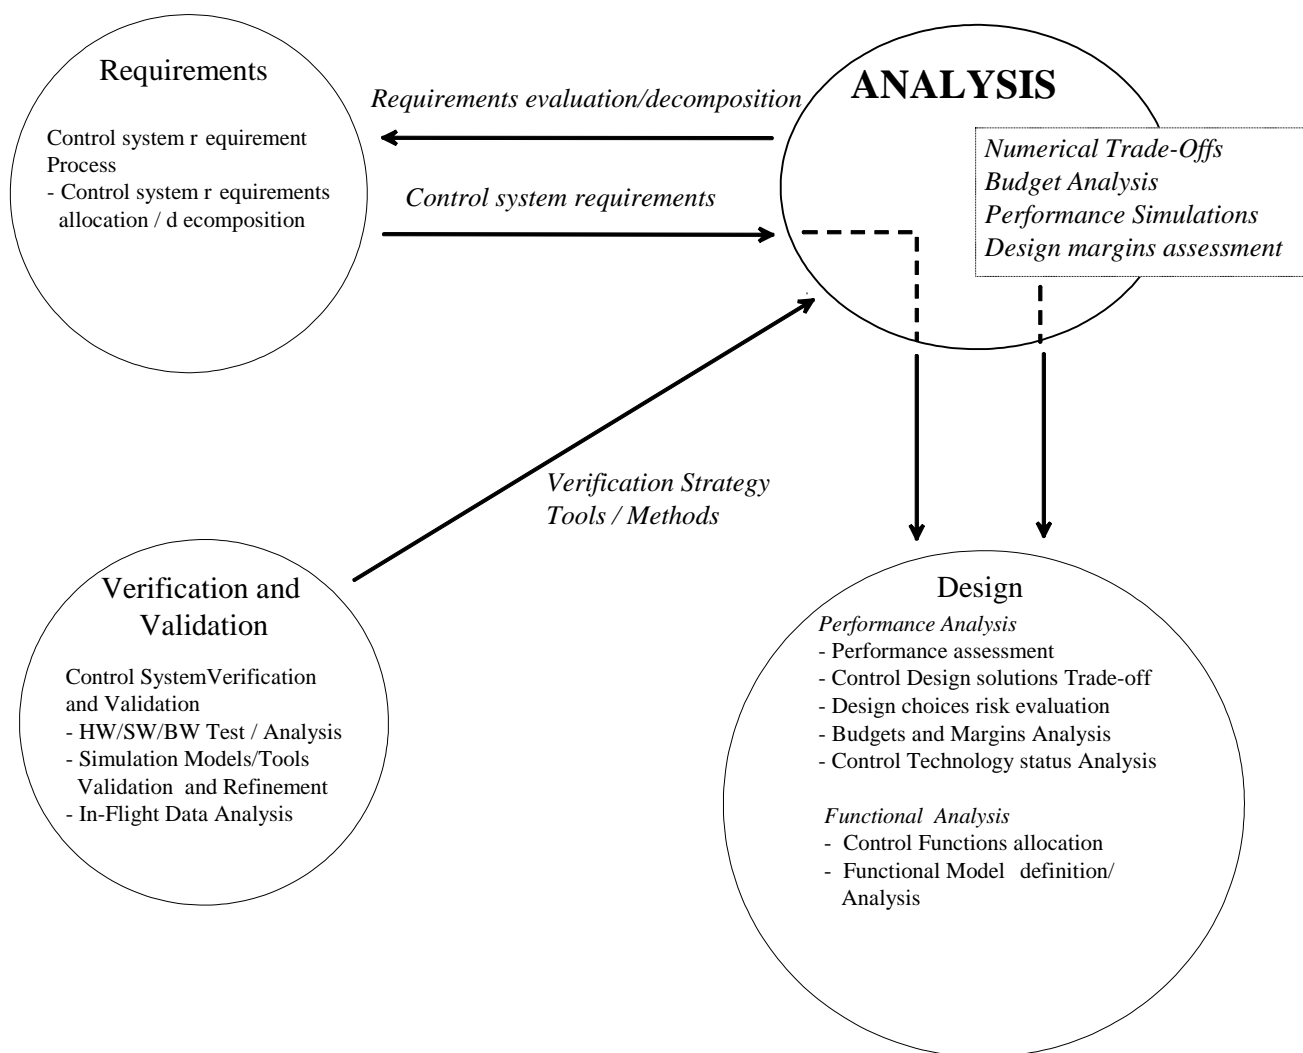 Requirements
Control system r equirement
Process
- Control system r equirements
allocation / d ecomposition
Requirements evaluation/decomposition
Control system requirements
ANALYSIS
Numerical Trade-Offs
Budget Analysis
Performance Simulations
Design margins assessment
Verification Strategy
Tools / Methods
Verification and
Validation
Control SystemVerification
and Validation
- HW/SW/BW Test / Analysis
- Simulation Models/Tools
Validation and Refinement
- In-Flight Data Analysis
Design
Performance Analysis
- Performance assessment
- Control Design solutions Trade-off
- Design choices risk evaluation
- Budgets and Margins Analysis
- Control Technology status Analysis
Functional Analysis
- Control Functions allocation
- Functional Model definition/
Analysis